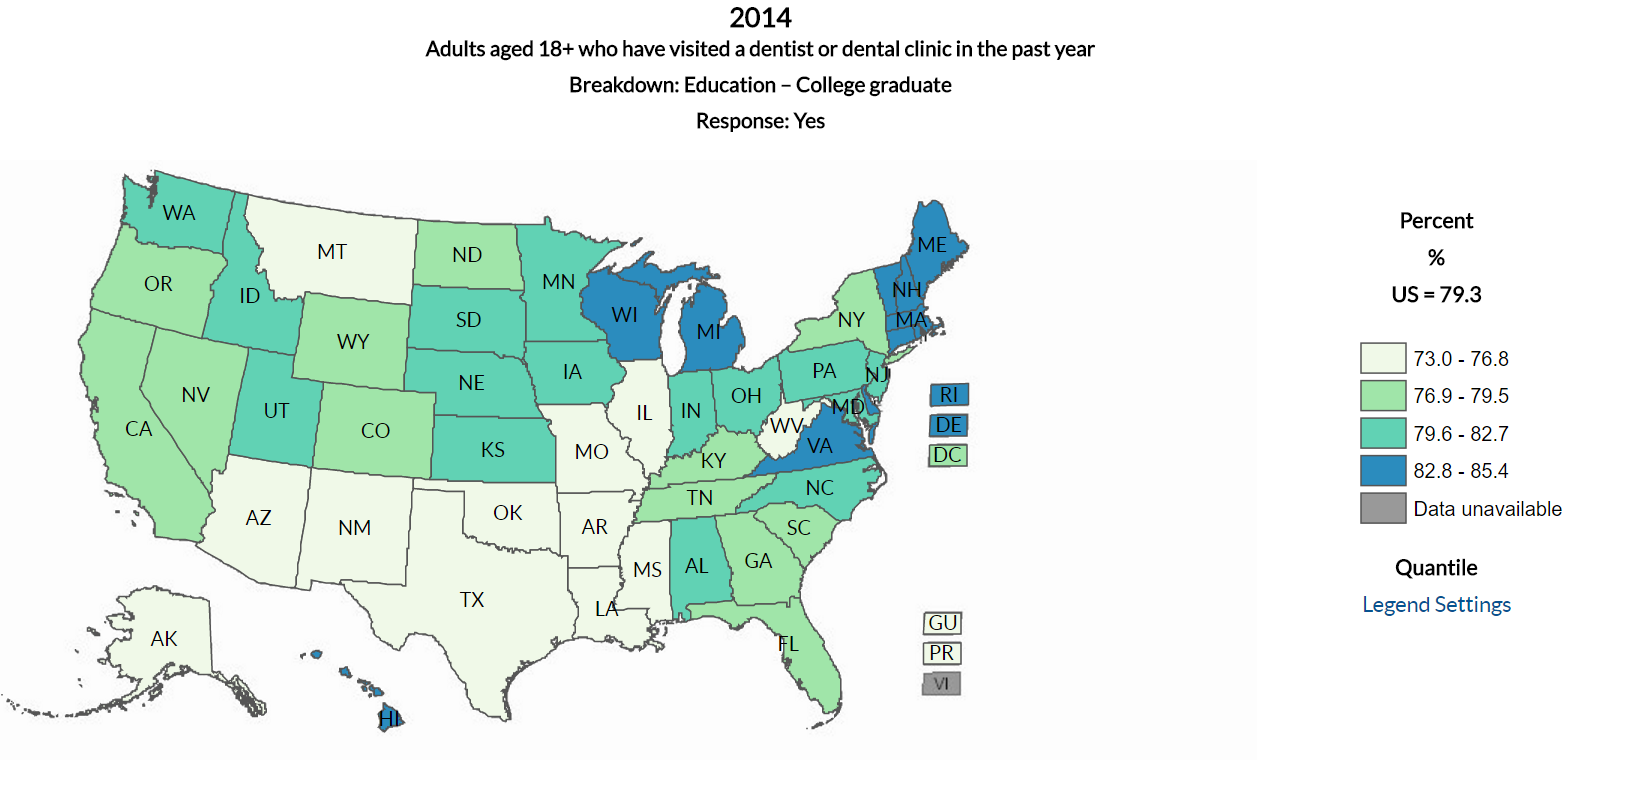 2014
Adults aged 18+ who have visited a dentist or dental clinic in the past year
Breakdown: Education – College graduate
Response: Yes
WA
MT
ND
MN
ME
OR
ID
SD
WI
MI
NH
NY
MA
WY
NE
IA
PA
NJ
NV
UT
CO
KS
IL
IN
OH
MD
WV
VA
CA
MO
KY
NC
TN
AZ
NM
OK
AR
SC
MS
AL
GA
TX
LA
FL
AK
HI
RI
DE
DC
GU
PR
VI
Percent
%
US = 79.3
73.0 - 76.8
76.9 - 79.5
79.6 - 82.7
82.8 - 85.4
Data unavailable
Quantile
Legend Settings